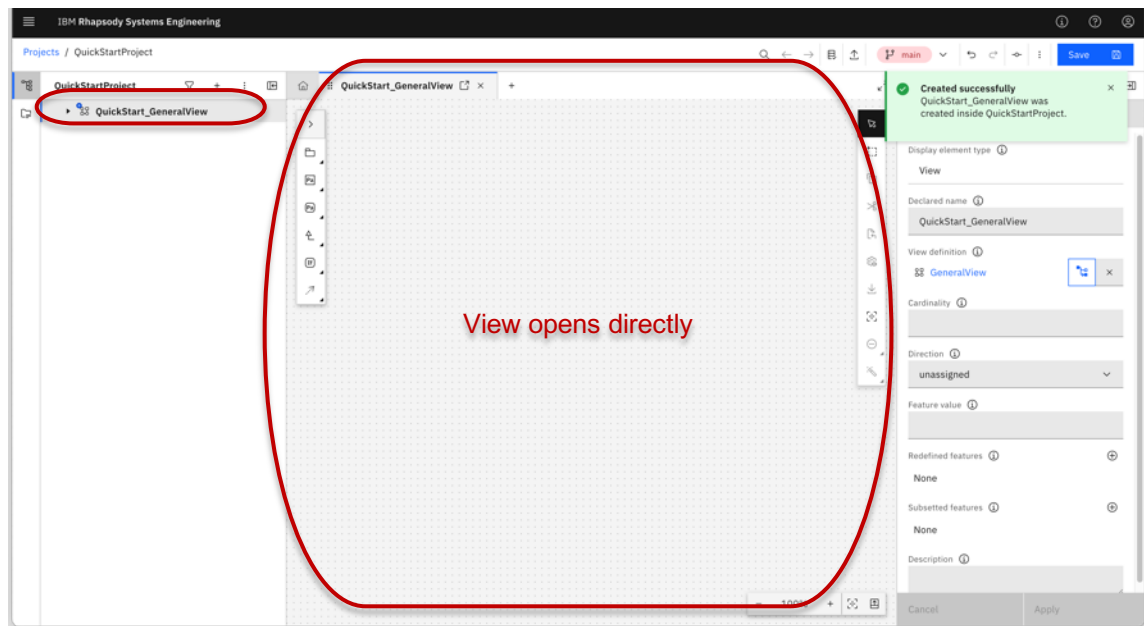 IBM Rhapsody Systems Engineering
Projects / QuickStartProject
main
Save
QuickStartProject
QuickStart_GeneralView
QuickStart_GeneralView
Created successfully
QuickStart_GeneralView was
created inside QuickStartProject.
Display element type
View
Declared name
QuickStart_GeneralView
View definition
GeneralView
Cardinality
Direction
unassigned
Feature value
Redefined features
None
Subsetted features
None
Description
View opens directly
100%
Cancel
Apply